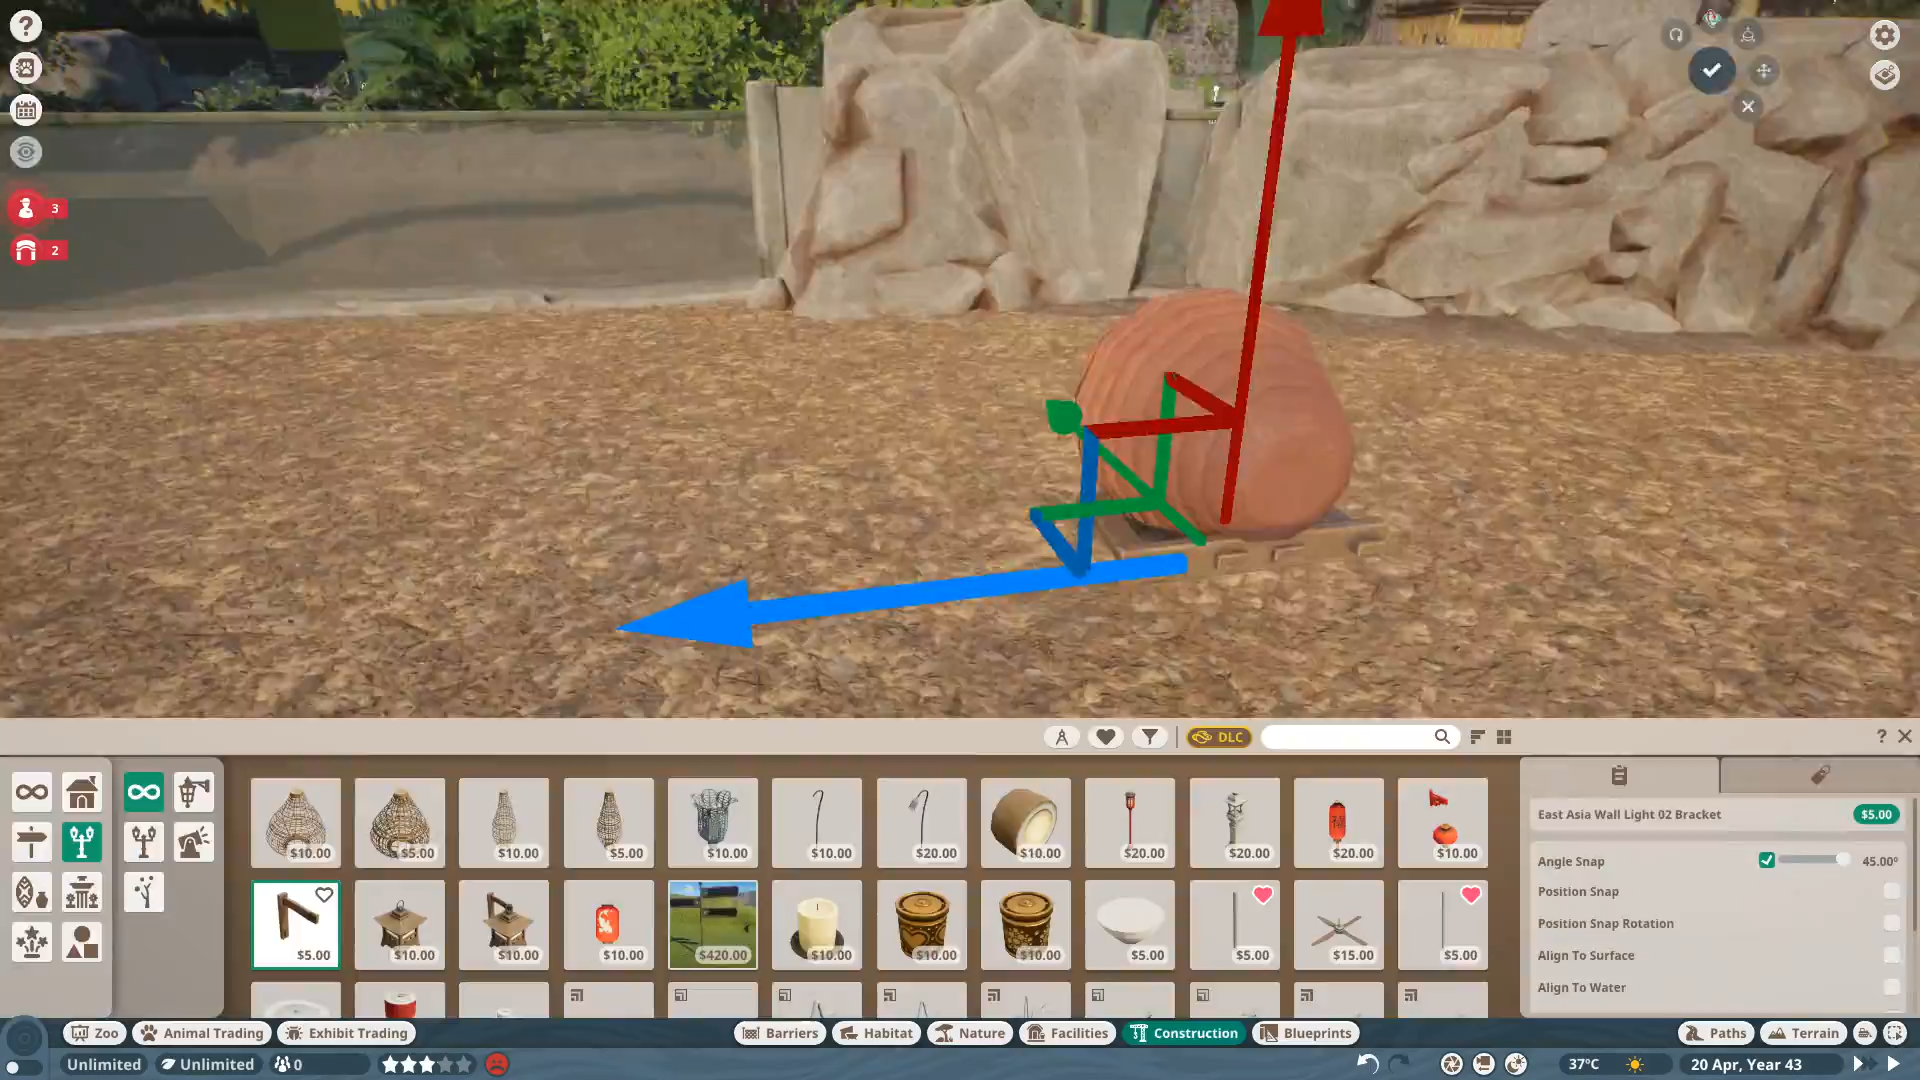 3
2
DLC
$10.00
$5.00
$10.00
$5.00
$10.00
$10.00
$20.00
$10.00
$20.00
$20.00
$20.00
$10.00
$5.00
$10.00
$10.00
$10.00
$420.00
$10.00
$10.00
$10.00
$5.00
$5.00
$15.00
$5.00
East Asia Wall Light 02 Bracket
$5.00
Angle Snap
45.00°
Position Snap
Position Snap Rotation
Align To Surface
Align To Water
Zoo
Animal Trading
Exhibit Trading
Barriers
Habitat
Nature
Facilities
Construction
Blueprints
Paths
Terrain
Unlimited
Unlimited
0
37°C
20 Apr, Year 43